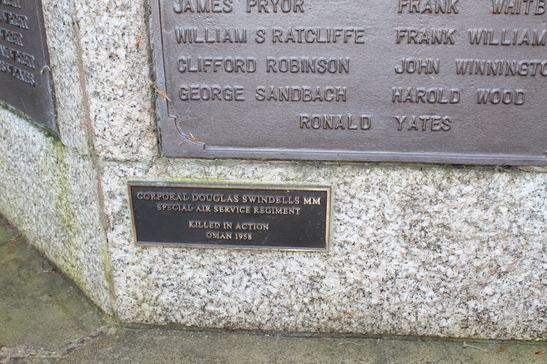 JAMES PRYOR FRANK
WILLIAM S RATCLIFFE FRANK WILLIAM
CLIFFORD ROBINSON JOHN
GEORGE SANDBACH HAROLD WOOD
RONALD YATES
CORPORAL DOUGLAS SWINDELLS MM
SPECIAL AIR SERVICE REGIMENT
KILLED IN ACTION
OMAN 1958